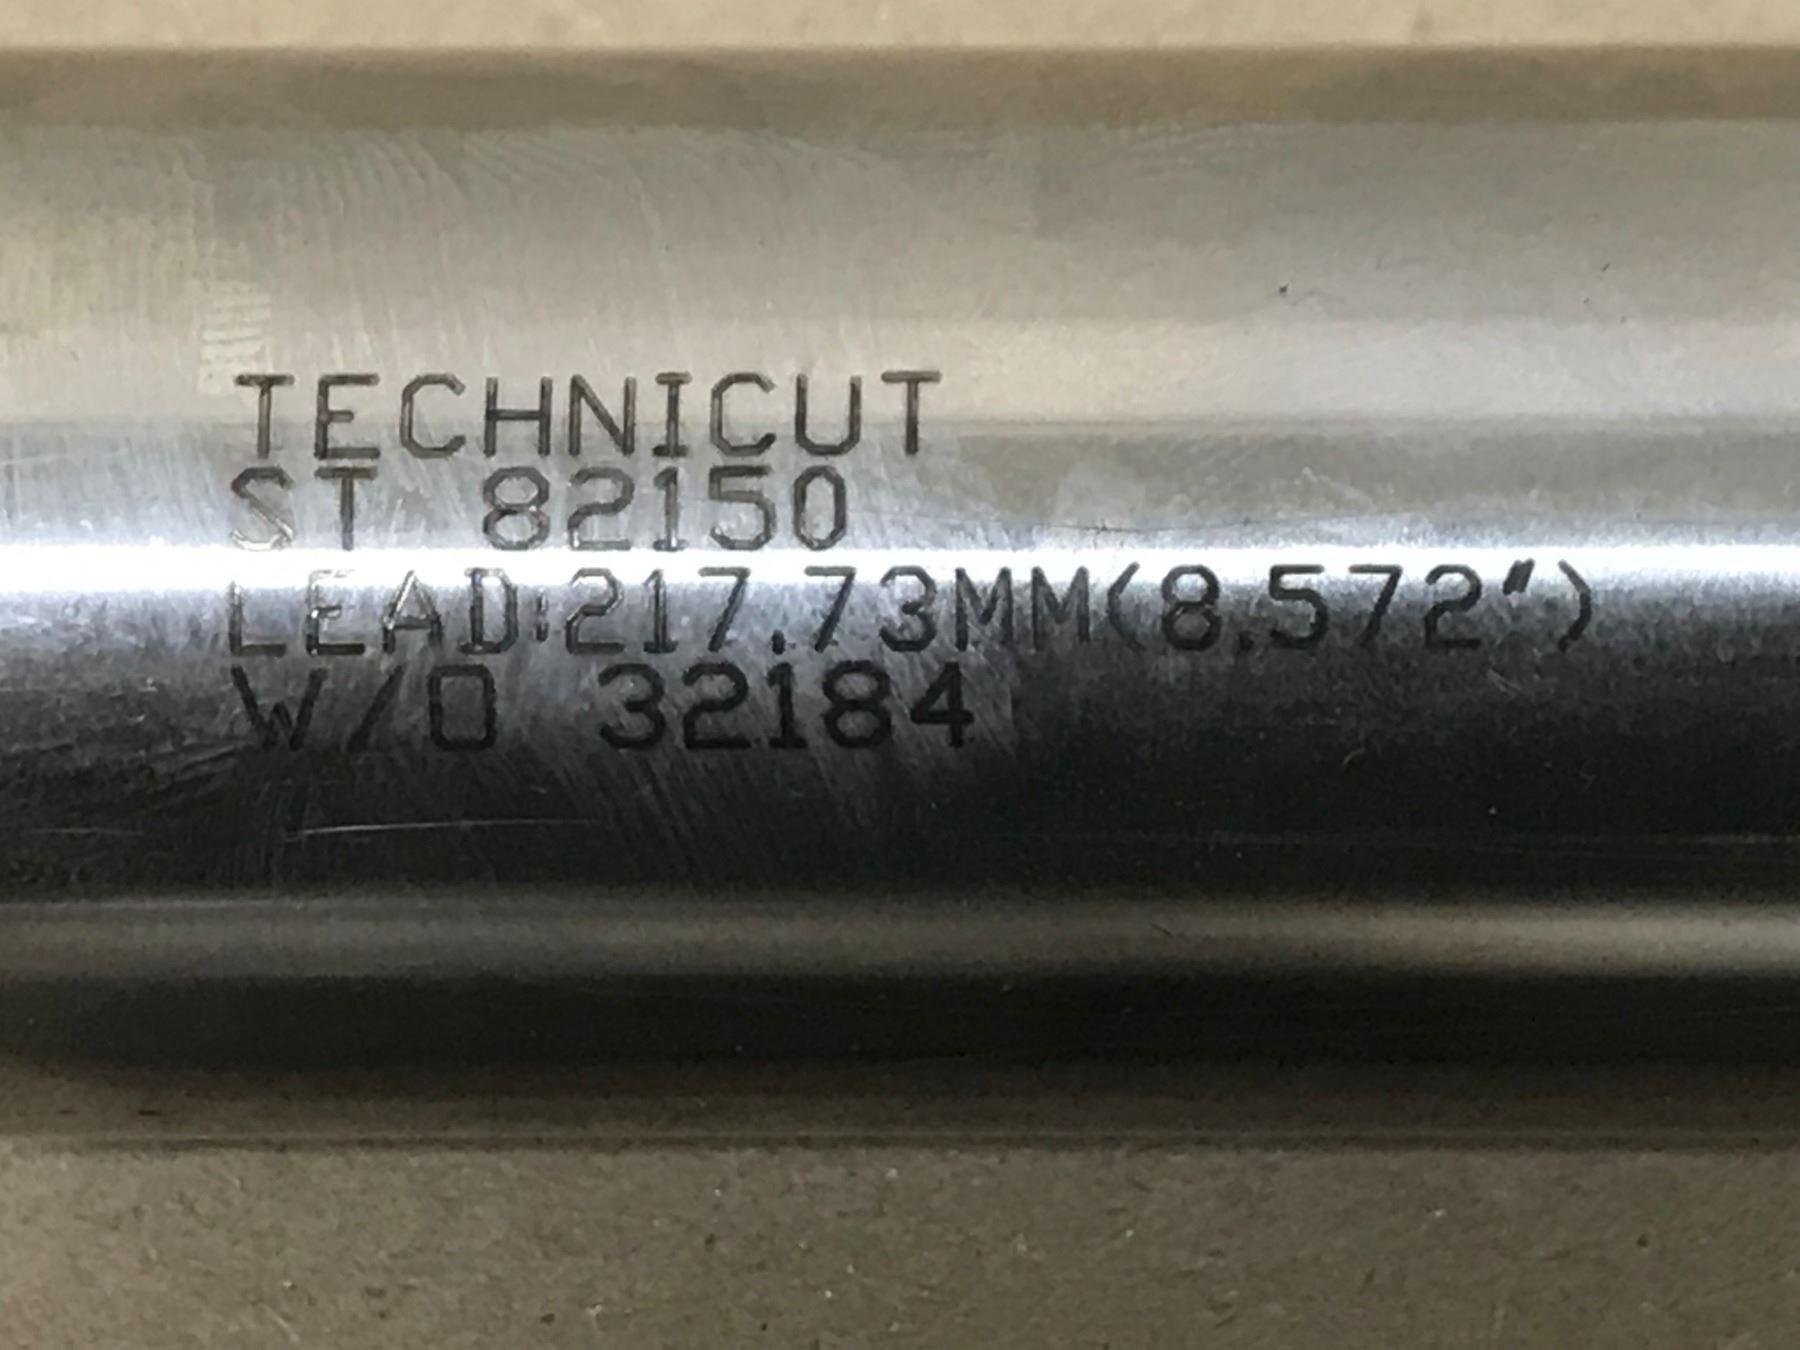 TECHNICUT
ST 82150
LEAD:217.73MM(8.572")
W/O 32184